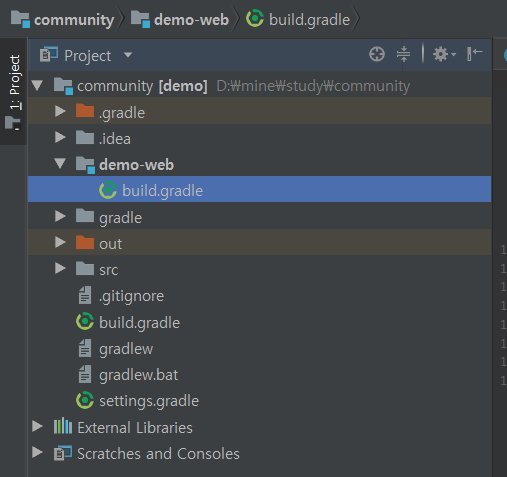 community demo-web build.gradle
1: Project
Project
community [demo] D:₩mine₩study₩community
.gradle
.idea
demo-web
build.gradle
gradle
out
src
.gitignore
build.gradle
gradlew
gradlew.bat
settings.gradle
External Libraries
Scratches and Consoles